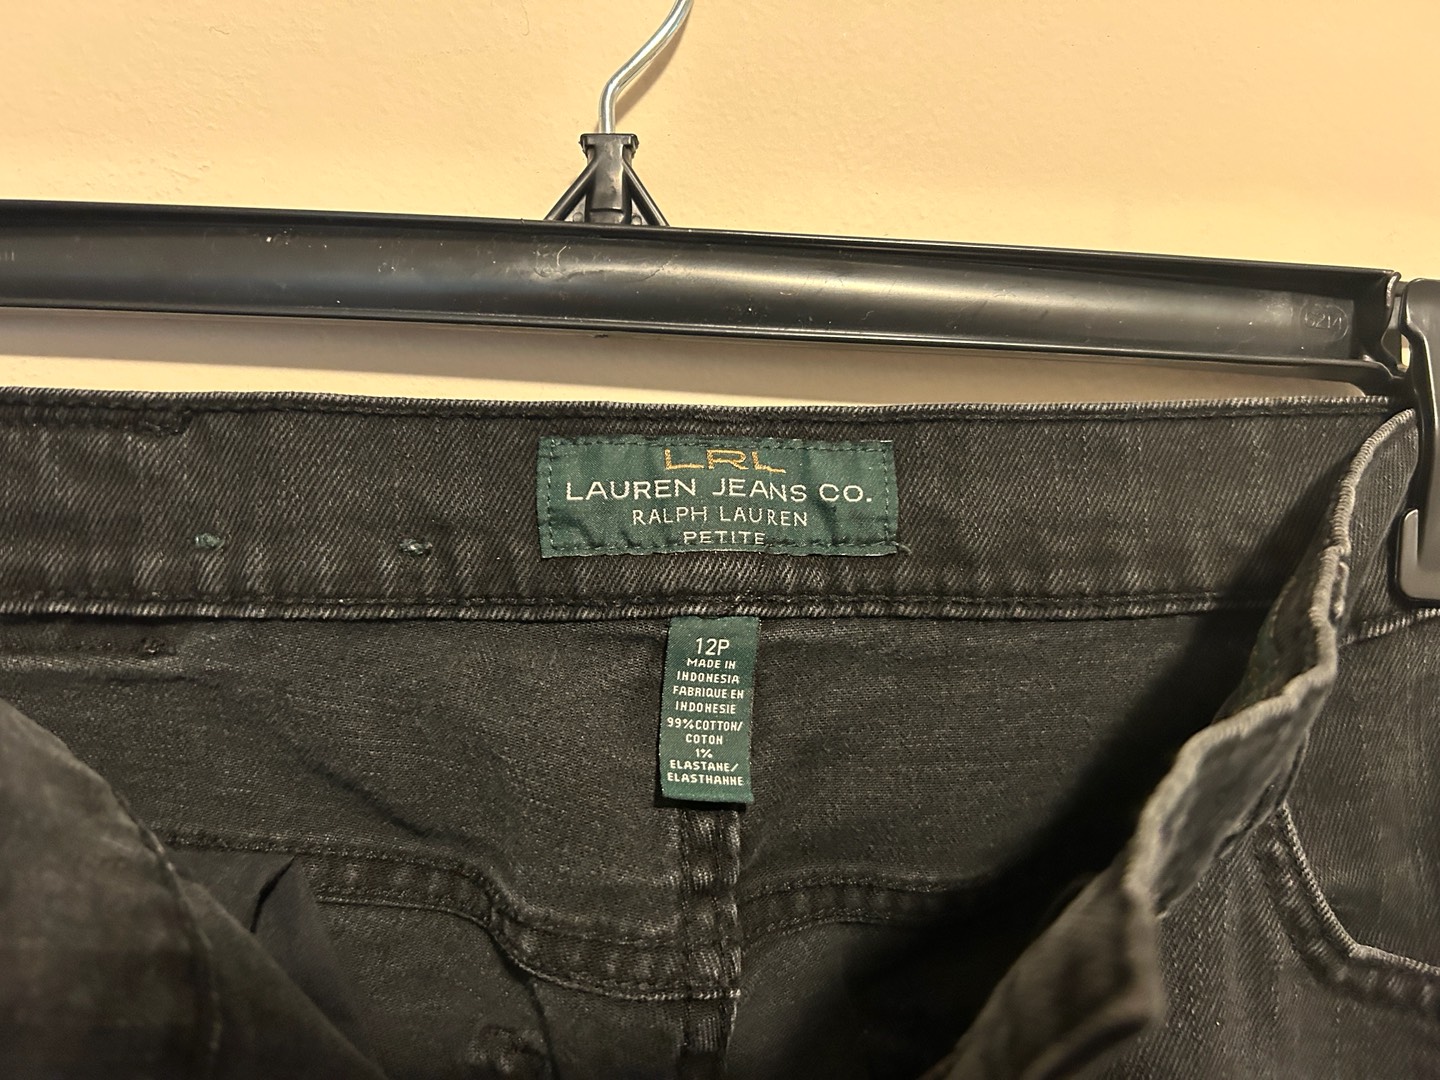 5214
LRL
LAUREN JEANS CO.
RALPH LAUREN
PETITE
12P
MADE IN
INDONESIA
FABRIQUE EN
INDONESIE
99% COTTON/
COTON
1%
ELASTANE/
ELASTHANNE